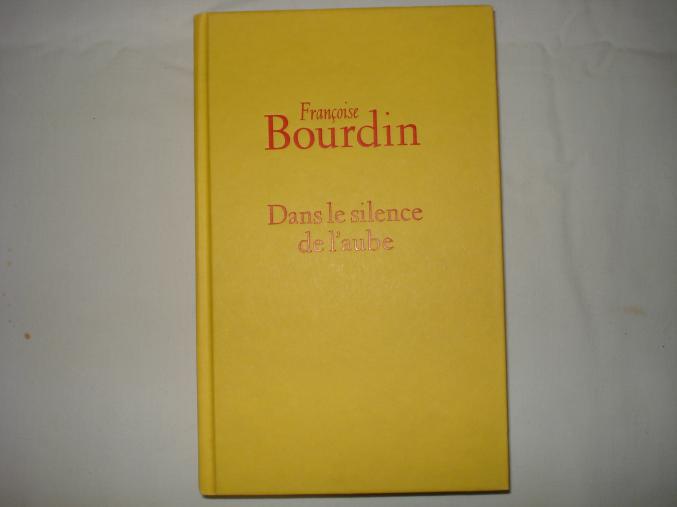 Françoise
Bourdin
Dans le silence
de l'aube